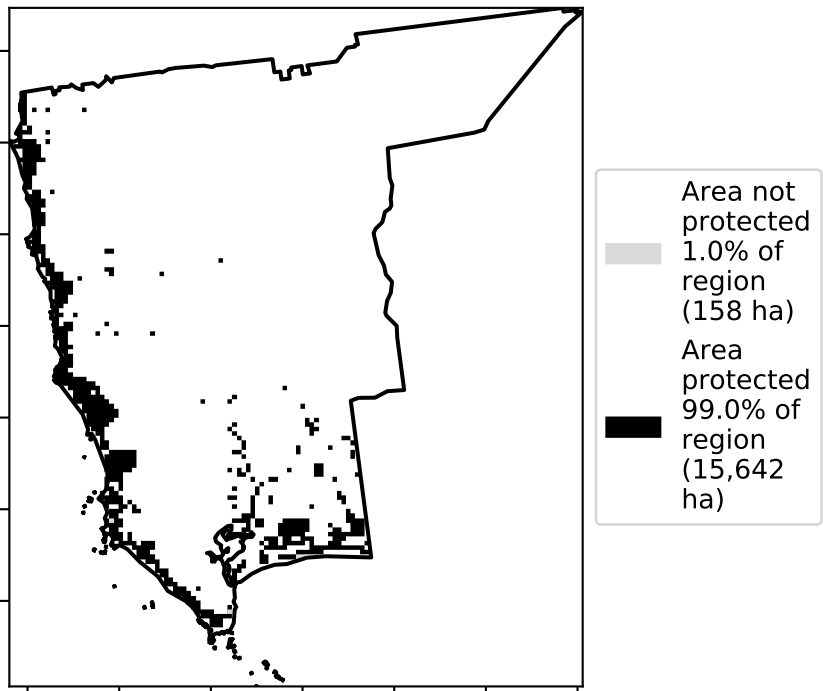 Area not
protected
1.0% of
region
(158 ha)
Area
protected
99.0% of
region
(15,642
ha)